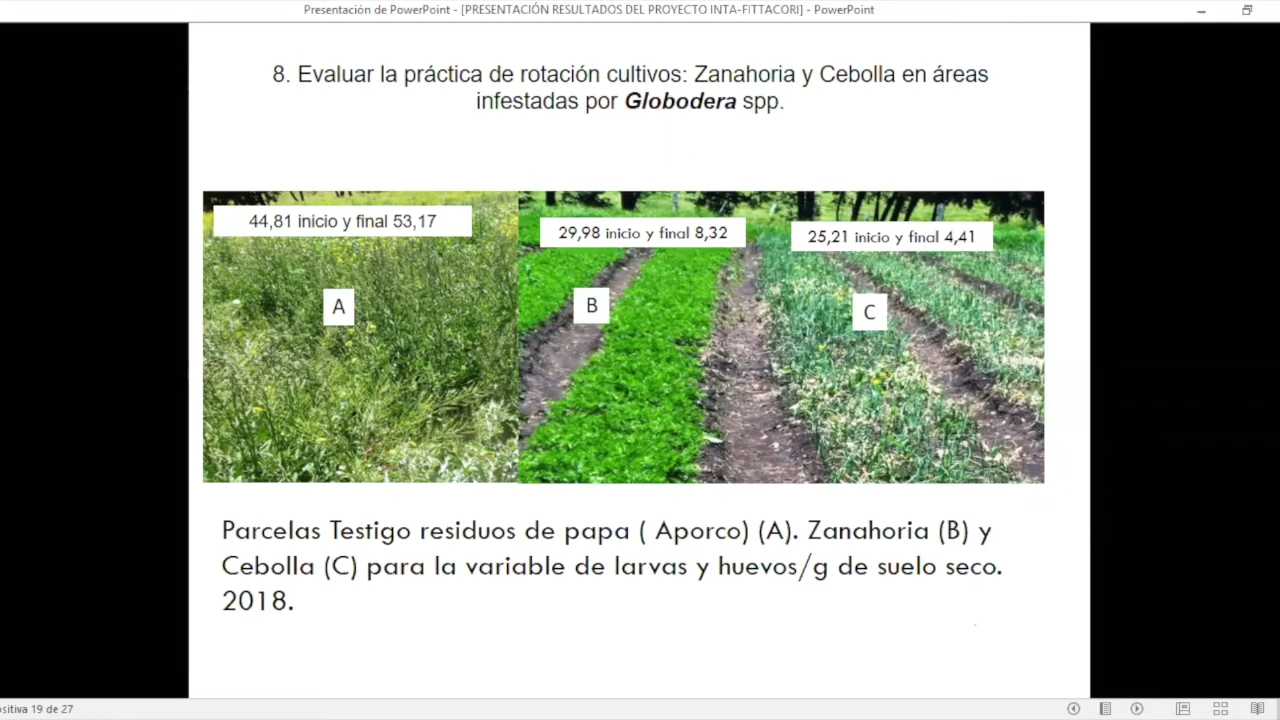 Presentación de PowerPoint - [PRESENTACIÓN RESULTADOS DEL PROYECTO INTA-FITTACORI] - PowerPoint
8. Evaluar la práctica de rotación cultivos: Zanahoria y Cebolla en áreas
infestadas por Globodera spp.
44,81 inicio y final 53,17
29,98 inicio y final 8,32
25,21 inicio y final 4,41
A
B
C
Parcelas Testigo residuos de papa ( Aporco) (A). Zanahoria (B) y
Cebolla (C) para la variable de larvas y huevos/g de suelo seco.
2018.
ositiva 19 de 27